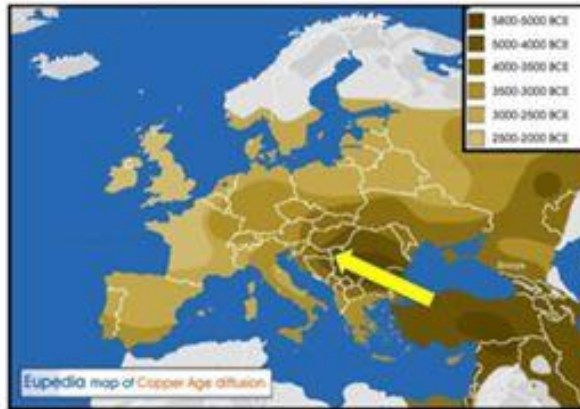 5800-5000 BCE
5000-4000 BCE
4000-3500 BCE
3500-3000 BCE
3000-2500 BCE
2500-2000 BCE
Eupedia map of Copper Age diffusion